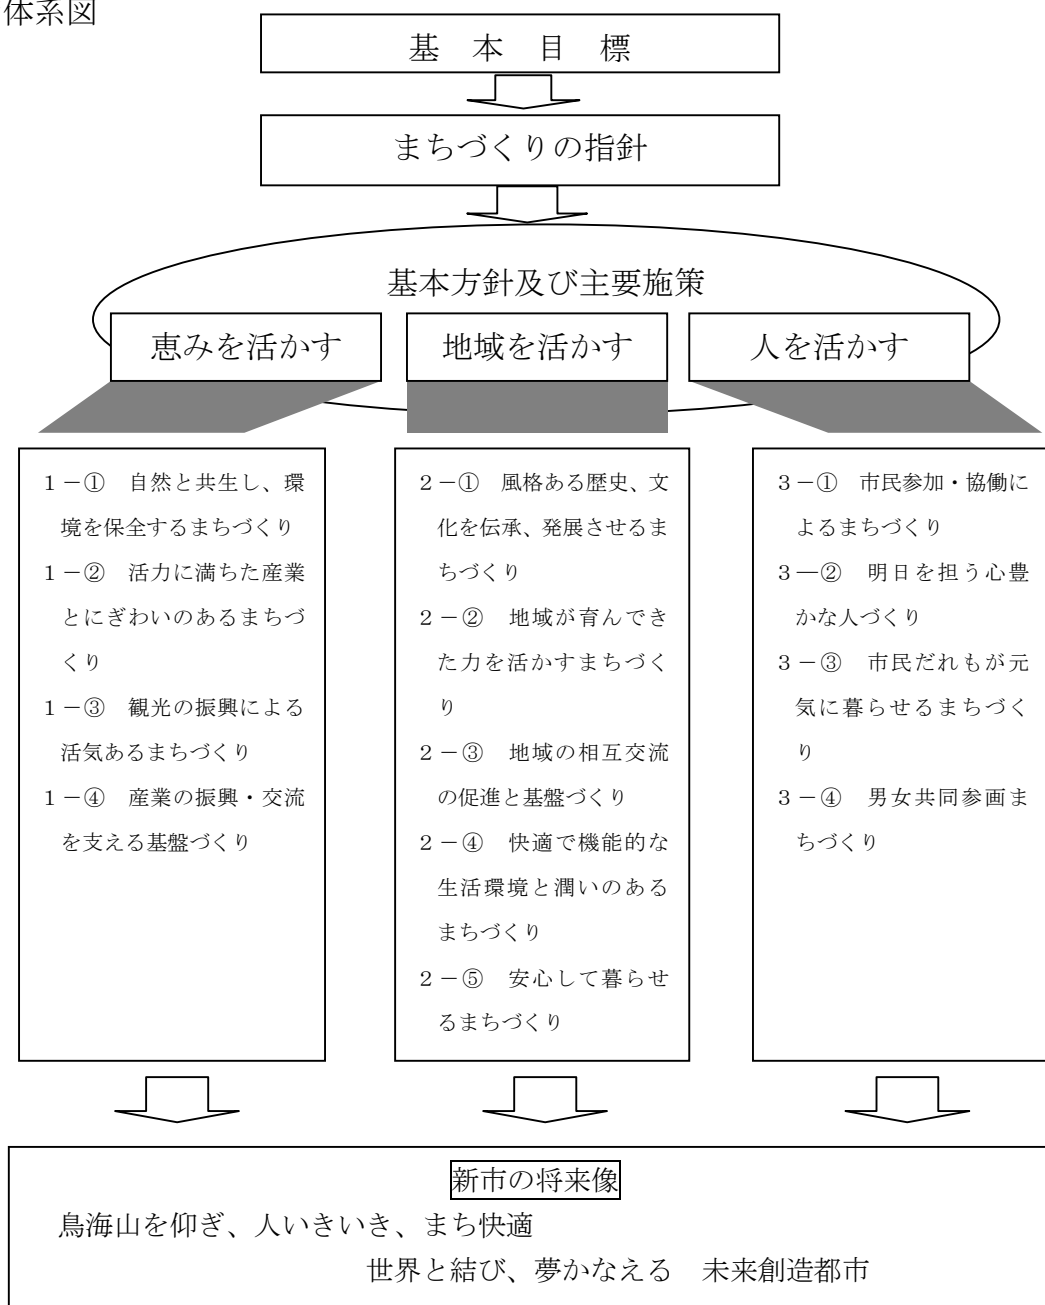 体系図
基　本　目　標
まちづくりの指針
基本方針及び主要施策
恵みを活かす
地域を活かす
人を活かす
１－①　自然と共生し、環
境を保全するまちづくり
１－②　活力に満ちた産業
とにぎわいのあるまちづ
くり
１－③　観光の振興による
活気あるまちづくり
１－④　産業の振興・交流
を支える基盤づくり
２－①　風格ある歴史、文
化を伝承、発展させるま
ちづくり
２－②　地域が育んでき
た力を活かすまちづく
り
２－③　地域の相互交流
の促進と基盤づくり
２－④　快適で機能的な
生活環境と潤いのある
まちづくり
２－⑤　安心して暮らせ
るまちづくり
３－①　市民参加・協働に
よるまちづくり
３―②　明日を担う心豊
かな人づくり
３－③　市民だれもが元
気に暮らせるまちづく
り
３－④　男女共同参画ま
ちづくり
新市の将来像
鳥海山を仰ぎ、人いきいき、まち快適
世界と結び、夢かなえる　未来創造都市